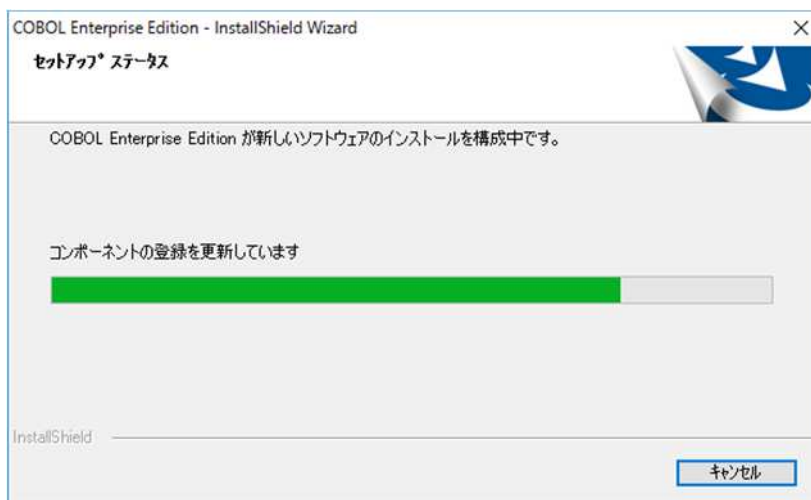 COBOL Enterprise Edition - InstallShield Wizard
ｾｯﾄｱｯﾌﾟ ｽﾃｰﾀｽ
COBOL Enterprise Edition が新しいソフトウェアのインストールを構成中です。
コンポーネントの登録を更新しています
InstallShield
ｷｬﾝｾﾙ